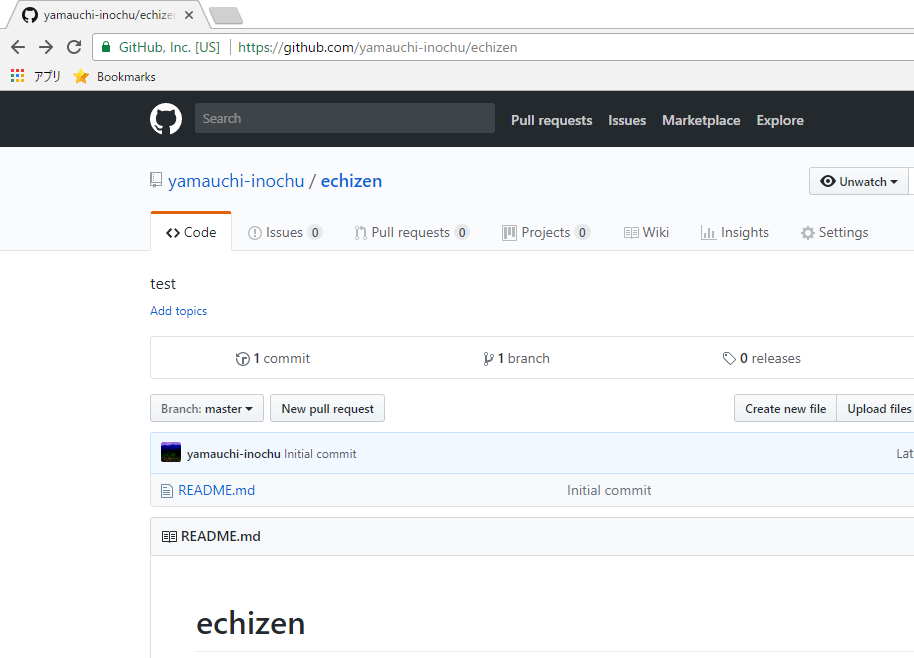 yamauchi-inochu/echize
GitHub, Inc. [US] https://github.com/yamauchi-inochu/echizen
アプリ Bookmarks
Search Pull requests Issues Marketplace Explore
yamauchi-inochu / echizen Unwatch
Code Issues 0 Pull requests 0 Projects 0 Wiki Insights Settings
test
Add topics
1 commit 1 branch 0 releases
Branch: master New pull request Create new file Upload files
yamauchi-inochu Initial commit Lat
README.md Initial commit
README.md
echizen